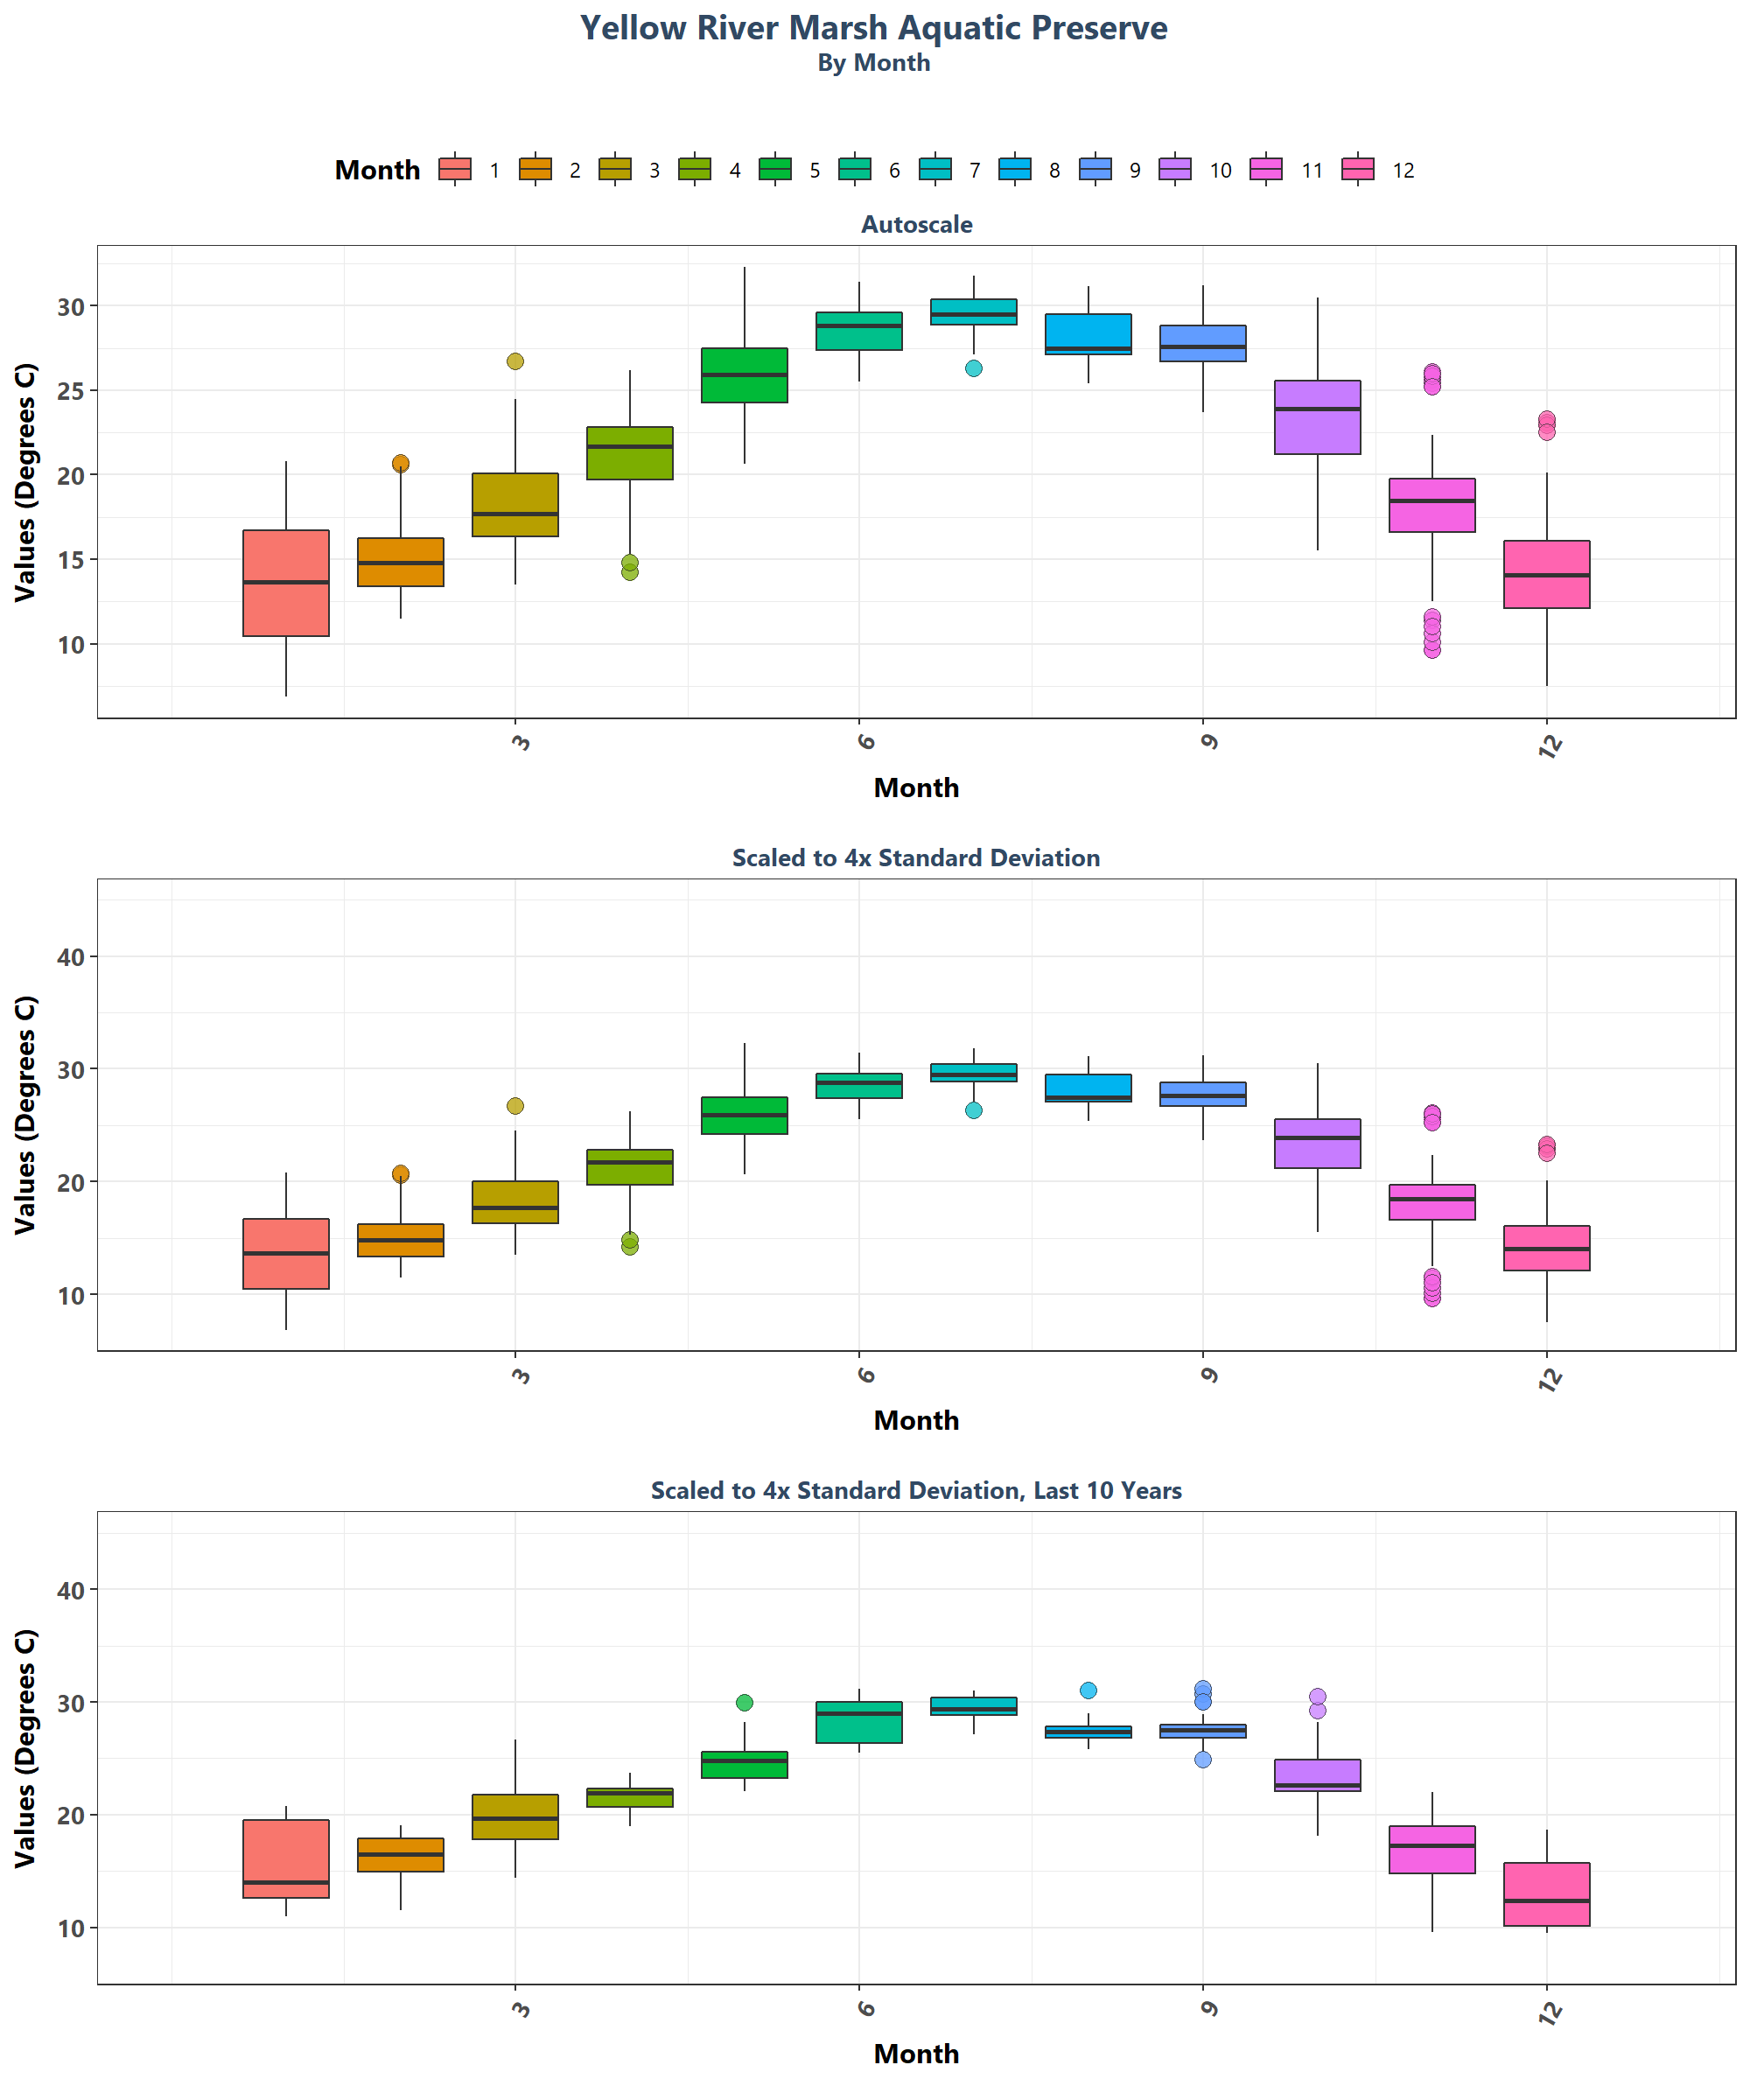 Yellow River Marsh Aquatic Preserve
By Month
Month 1 2 3 4 5 6 7 8 9 10 11 12
Autoscale
Values (Degrees C)
30
25
20
15
10
3 6 9 12
Month
Scaled to 4x Standard Deviation
Values (Degrees C)
40
30
20
10
3 6 9 12
Month
Scaled to 4x Standard Deviation, Last 10 Years
Values (Degrees C)
40
30
20
10
3 6 9 12
Month